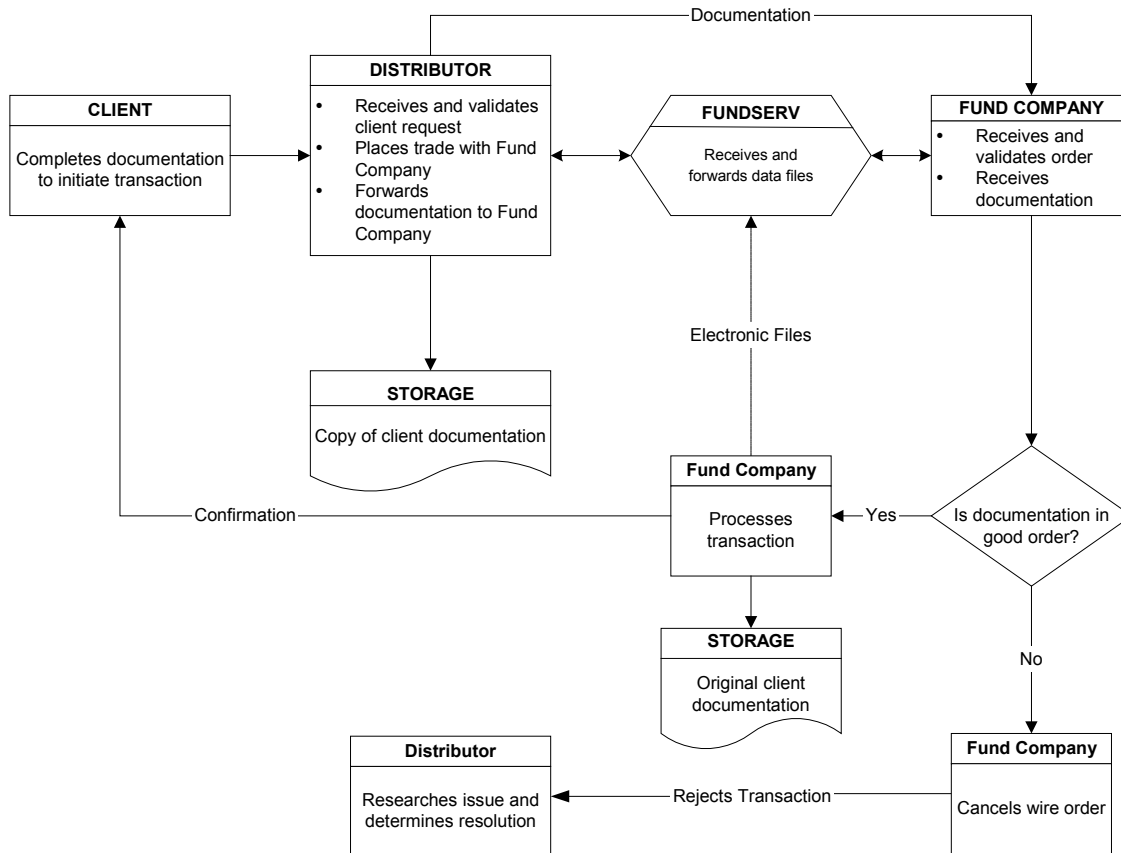 Documentation
DISTRIBUTOR
• Receives and validates
client request
• Places trade with Fund
Company
• Forwards
documentation to Fund
Company
CLIENT
Completes documentation
to initiate transaction
FUNDSERV
Receives and
forwards data files
FUND COMPANY
• Receives and
validates order
• Receives
documentation
Electronic Files
STORAGE
Copy of client documentation
Fund Company
Processes
transaction
Confirmation
Yes
Is documentation in
good order?
STORAGE
Original client
documentation
No
Distributor
Researches issue and
determines resolution
Rejects Transaction
Fund Company
Cancels wire order